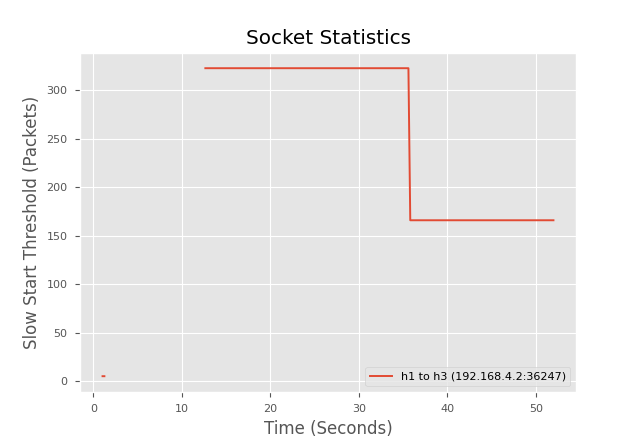 Socket Statistics
Slow Start Threshold (Packets)
300
250
200
150
100
50
0
h1 to h3 (192.168.4.2:36247)
0 10 20 30 40 50
Time (Seconds)